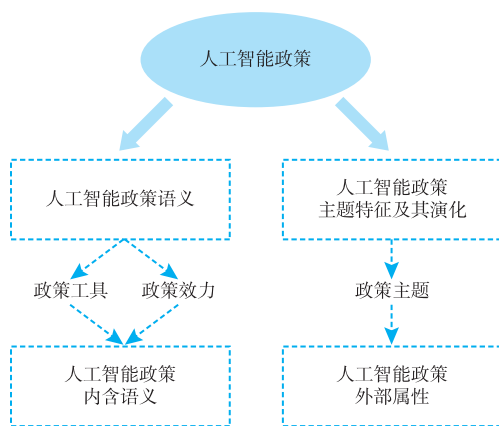 人工智能政策
人工智能政策语义
人工智能政策
主题特征及其演化
政策工具
政策效力
政策主题
人工智能政策
内含语义
人工智能政策
外部属性